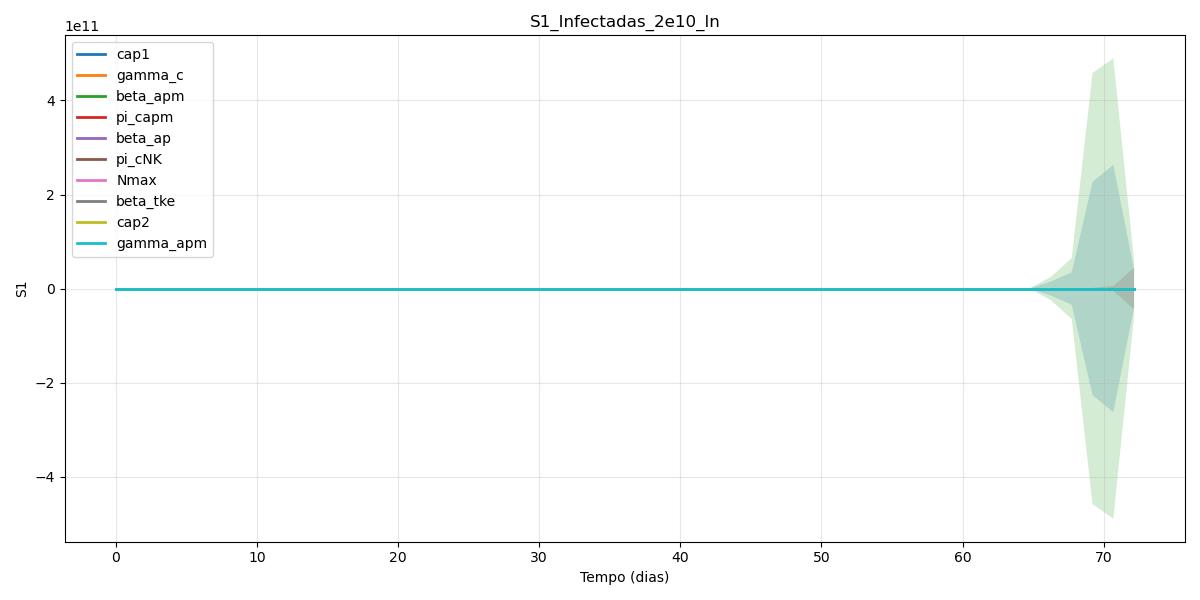 S1_Infectadas_2e10_ln
1e11
cap1
gamma_c
beta_apm
pi_capm
beta_ap
pi_cNK
Nmax
beta_tke
cap2
gamma_apm
4
2
0
−2
−4
S1
0 10 20 30 40 50 60 70
Tempo (dias)